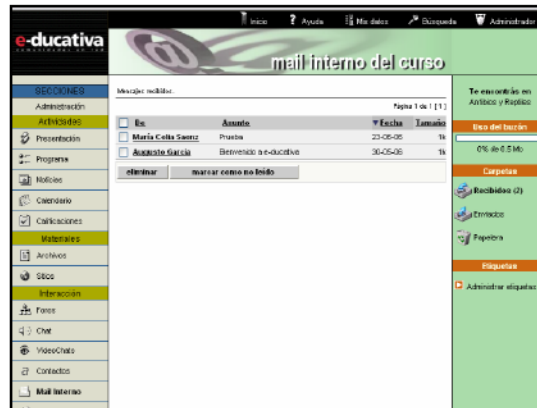 Inicio ? Ayuda Mis datos Búsqueda Administrador
e-ducativa
comunidades en red
mail interno del curso
SECCIONES
Administración
Actividades
Presentación
Programa
Noticias
Calendario
Calificaciones
Materiales
Archivos
Sitios
Interacción
Foros
Chat
VideoChats
Contactos
Mail Interno
Mensajes recibidos.
Página 1 de 1 [ 1 ]
De Asunto Fecha Tamaño
María Celia Saenz Prueba 23-06-06 1k
Augusto García Bienvenido a e-ducativa 30-05-06 1k
eliminar marcar como no leído
Te encontrás en
Anfibios y Reptiles
Uso del buzón
0% de 0.5 Mb
Carpetas
Recibidos (2)
Enviados
Papelera
Etiquetas
Administrar etiquetas